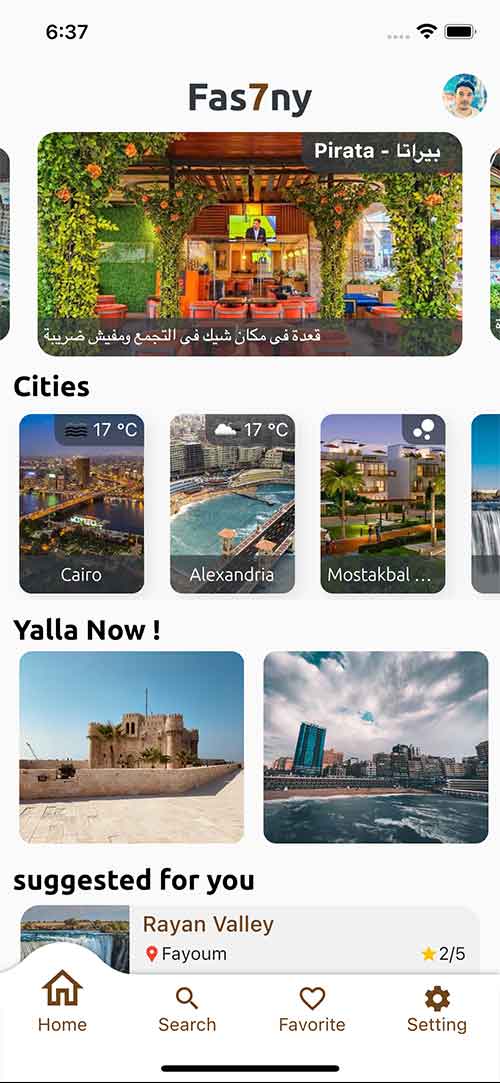 6:37
Fas7ny
Pirata - بيراتا
قعدة فى مكان شيك فى التجمع ومفيش ضريبة
Cities
17 °C
17 °C
Cairo
Alexandria
Mostakbal ...
Yalla Now !
suggested for you
Rayan Valley
Fayoum
2/5
Home
Search
Favorite
Setting